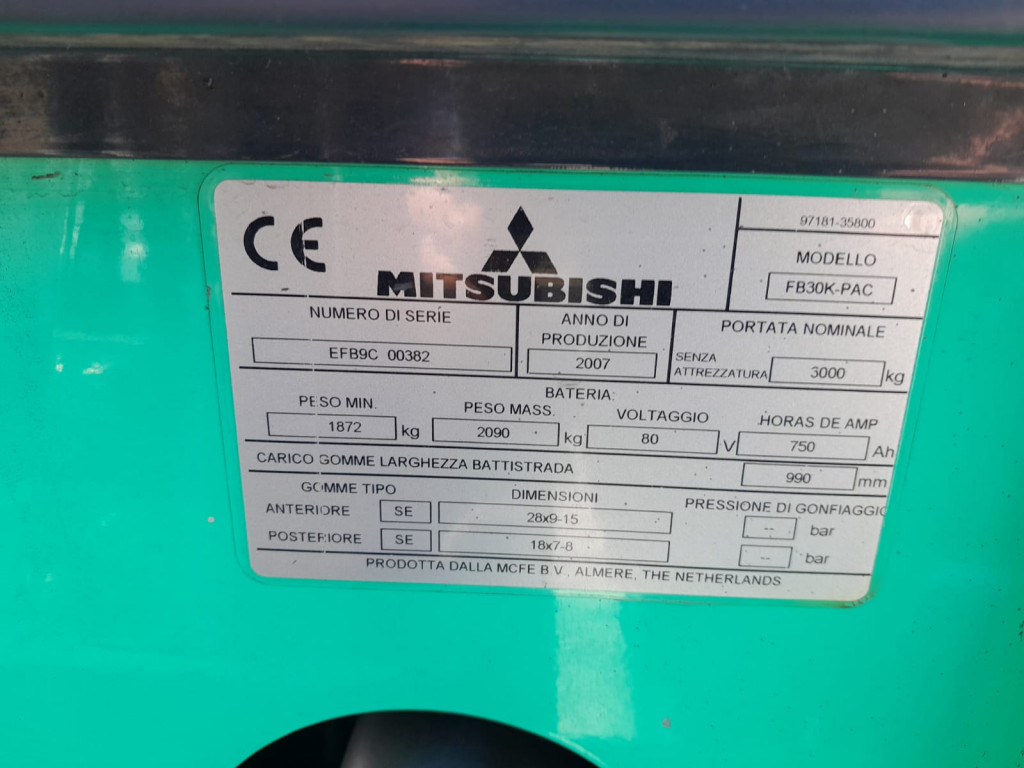 CE
MITSUBISHI
97181-35800
MODELLO
FB30K-PAC
NUMERO DI SERIE
EFB9C 00382
ANNO DI
PRODUZIONE
2007
PORTATA NOMINALE
SENZA
ATTREZZATURA 3000 kg
BATERIA:
PESO MIN. PESO MASS. VOLTAGGIO HORAS DE AMP
1872 kg 2090 kg 80 V 750 Ah
CARICO GOMME LARGHEZZA BATTISTRADA 990 mm
GOMME TIPO DIMENSIONI PRESSIONE DI GONFIAGGIO
ANTERIORE SE 28x9-15 -- bar
POSTERIORE SE 18x7-8 -- bar
PRODOTTA DALLA MCFE B.V., ALMERE, THE NETHERLANDS